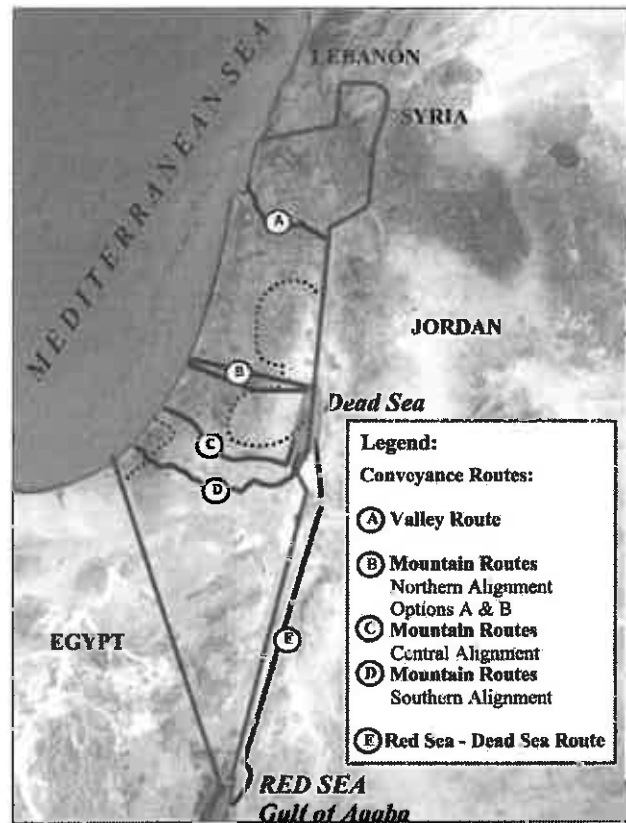 LEBANON
SYRIA
MEDITERRANEAN SEA
A
JORDAN
B
Dead Sea
C
D
EGYPT
E
RED SEA
Gulf of Aqaba
Legend:
Conveyance Routes:
A Valley Route
B Mountain Routes
Northern Alignment
Options A & B
C Mountain Routes
Central Alignment
D Mountain Routes
Southern Alignment
E Red Sea - Dead Sea Route